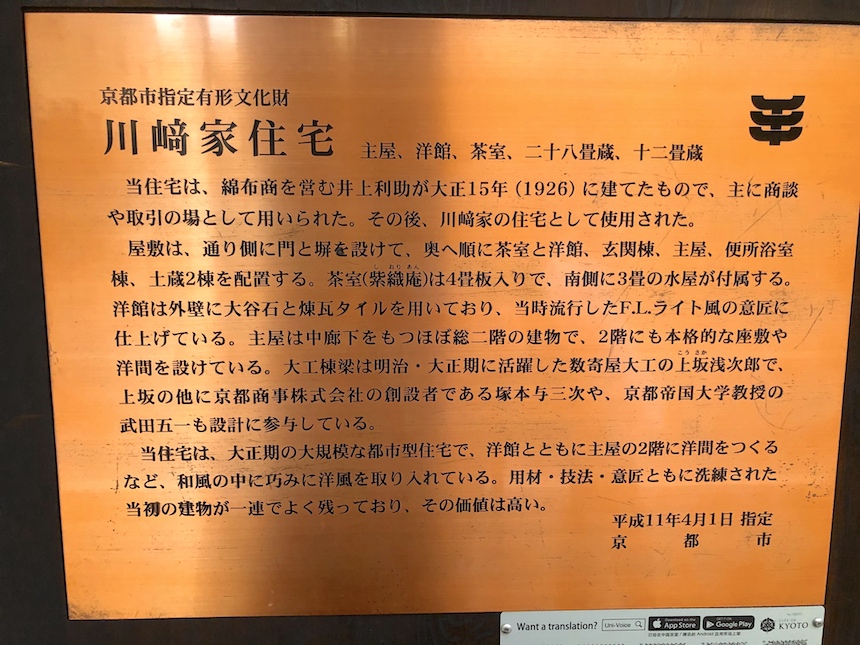 京都市指定有形文化財
川﨑家住宅 主屋、洋館、茶室、二十八畳蔵、十二畳蔵
当住宅は、綿布商を営む井上利助が大正15年（1926）に建てたもので、主に商談
や取引の場として用いられた。その後、川﨑家の住宅として使用された。
屋敷は、通り側に門と塀を設けて、奥へ順に茶室と洋館、玄関棟、主屋、便所浴室
しおりあん
棟、土蔵2棟を配置する。茶室(紫織庵)は4畳板入りで、南側に3畳の水屋が付属する。
洋館は外壁に大谷石と煉瓦タイルを用いており、当時流行したF.L.ライト風の意匠に
仕上げている。主屋は中廊下をもつほぼ総二階の建物で、2階にも本格的な座敷や
こうさか
洋間を設けている。大工棟梁は明治・大正期に活躍した数寄屋大工の上坂浅次郎で、
上坂の他に京都商事株式会社の創設者である塚本与三次や、京都帝国大学教授の
武田五一も設計に参与している。
当住宅は、大正期の大規模な都市型住宅で、洋館とともに主屋の2階に洋間をつくる
など、和風の中に巧みに洋風を取り入れている。用材・技法・意匠ともに洗練された
当初の建物が一連でよく残っており、その価値は高い。
平成11年4月1日 指定
京都市
Want a translation? Uni-Voice Download on the App Store GET IT ON Google Play CITY OF KYOTO